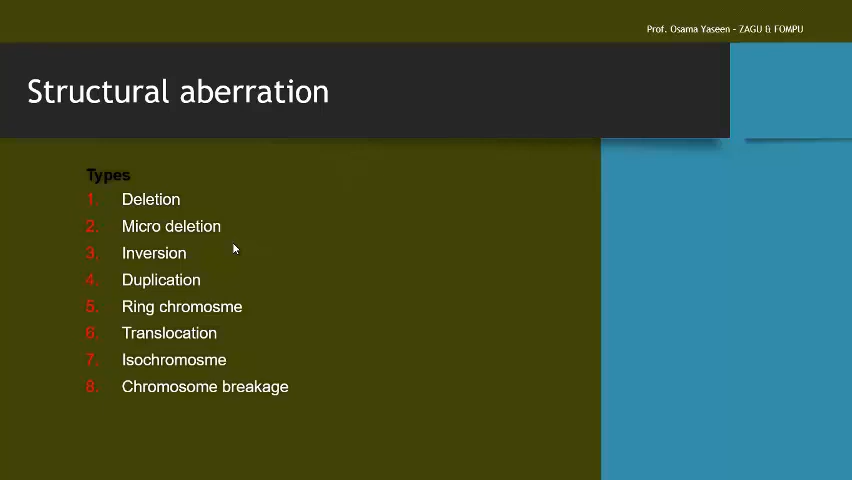 Prof. Osama Yaseen - ZAGU & FOMPU
Structural aberration
Types
1. Deletion
2. Micro deletion
3. Inversion
4. Duplication
5. Ring chromosme
6. Translocation
7. Isochromosme
8. Chromosome breakage